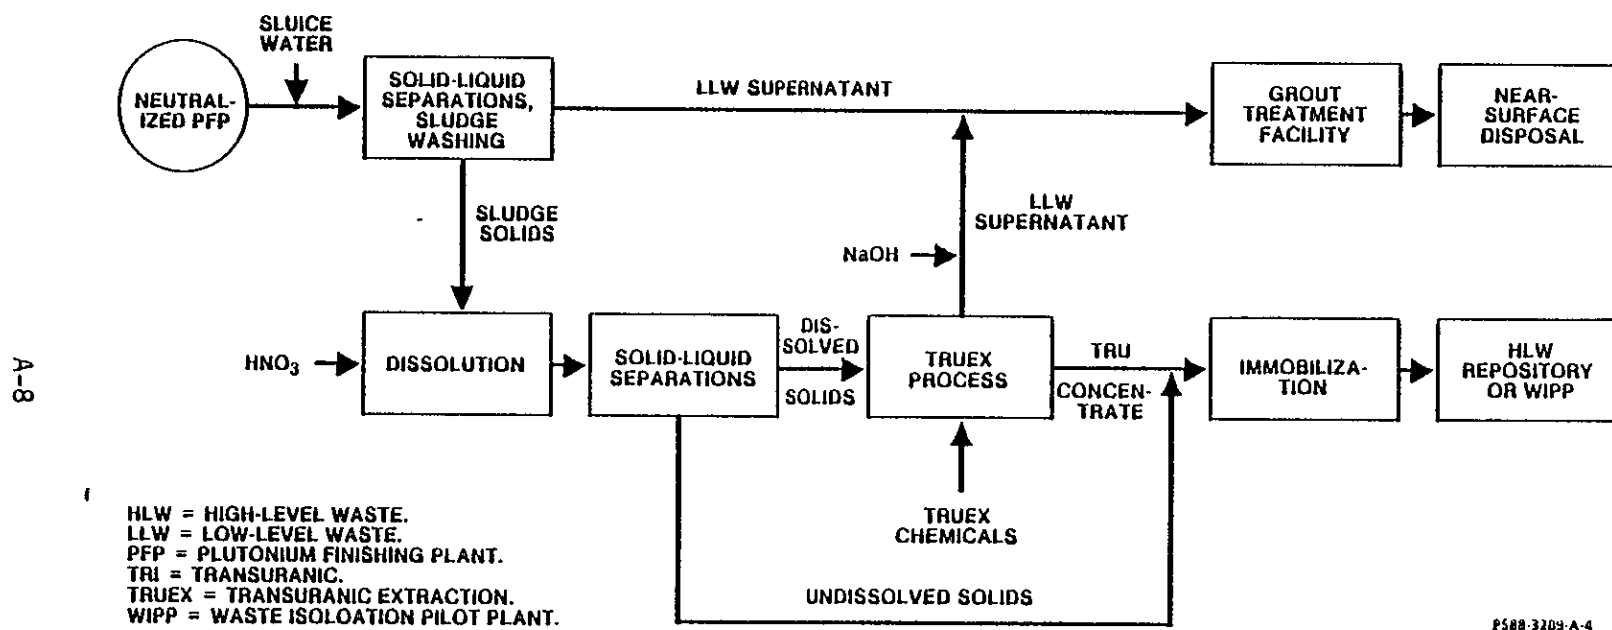 SLUICE
WATER
NEUTRAL-
IZED PFP
SOLID-LIQUID
SEPARATIONS,
SLUDGE
WASHING
LLW SUPERNATANT
GROUT
TREATMENT
FACILITY
NEAR-
SURFACE
DISPOSAL
SLUDGE
SOLIDS
LLW
SUPERNATANT
NaOH
HNO3
DISSOLUTION
SOLID-LIQUID
SEPARATIONS
DIS-
SOLVED
SOLIDS
TRUEX
PROCESS
TRU
CONCEN-
TRATE
IMMOBILIZA-
TION
HLW
REPOSITORY
OR WIPP
TRUEX
CHEMICALS
UNDISSOLVED SOLIDS
HLW = HIGH-LEVEL WASTE.
LLW = LOW-LEVEL WASTE.
PFP = PLUTONIUM FINISHING PLANT.
TRI = TRANSURANIC.
TRUEX = TRANSURANIC EXTRACTION.
WIPP = WASTE ISOLOATION PILOT PLANT.
PS88-3209-A-4
A-8